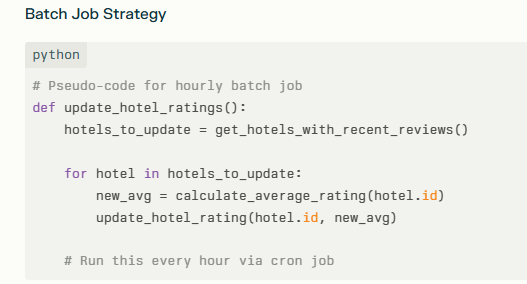 Batch Job Strategy
python
# Pseudo-code for hourly batch job
def update_hotel_ratings():
    hotels_to_update = get_hotels_with_recent_reviews()

    for hotel in hotels_to_update:
        new_avg = calculate_average_rating(hotel.id)
        update_hotel_rating(hotel.id, new_avg)

    # Run this every hour via cron job